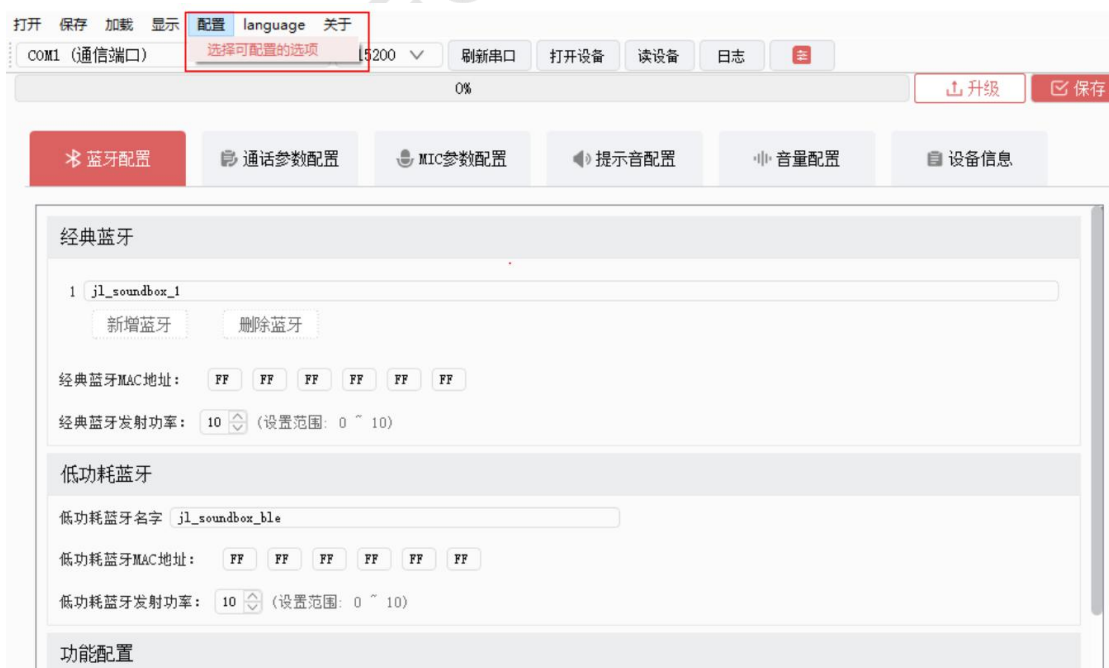 打开 保存 加载 显示 配置 language 关于
选择可配置的选项
COM1 (通信端口) 15200 刷新串口 打开设备 读设备 日志
0% 升级 保存
蓝牙配置 通话参数配置 MIC参数配置 提示音配置 音量配置 设备信息
经典蓝牙
1 jl_soundbox_1
新增蓝牙 删除蓝牙
经典蓝牙MAC地址: FF FF FF FF FF FF
经典蓝牙发射功率: 10 (设置范围: 0 ~ 10)
低功耗蓝牙
低功耗蓝牙名字 jl_soundbox_ble
低功耗蓝牙MAC地址: FF FF FF FF FF FF
低功耗蓝牙发射功率: 10 (设置范围: 0 ~ 10)
功能配置